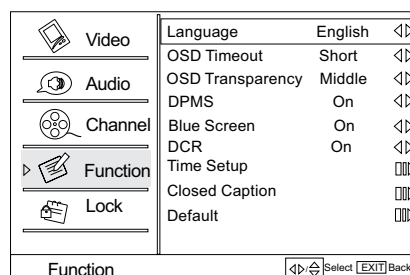 Video
Audio
Channel
Function
Lock
Language English
OSD Timeout Short
OSD Transparency Middle
DPMS On
Blue Screen On
DCR On
Time Setup
Closed Caption
Default
Function
Select EXIT Back